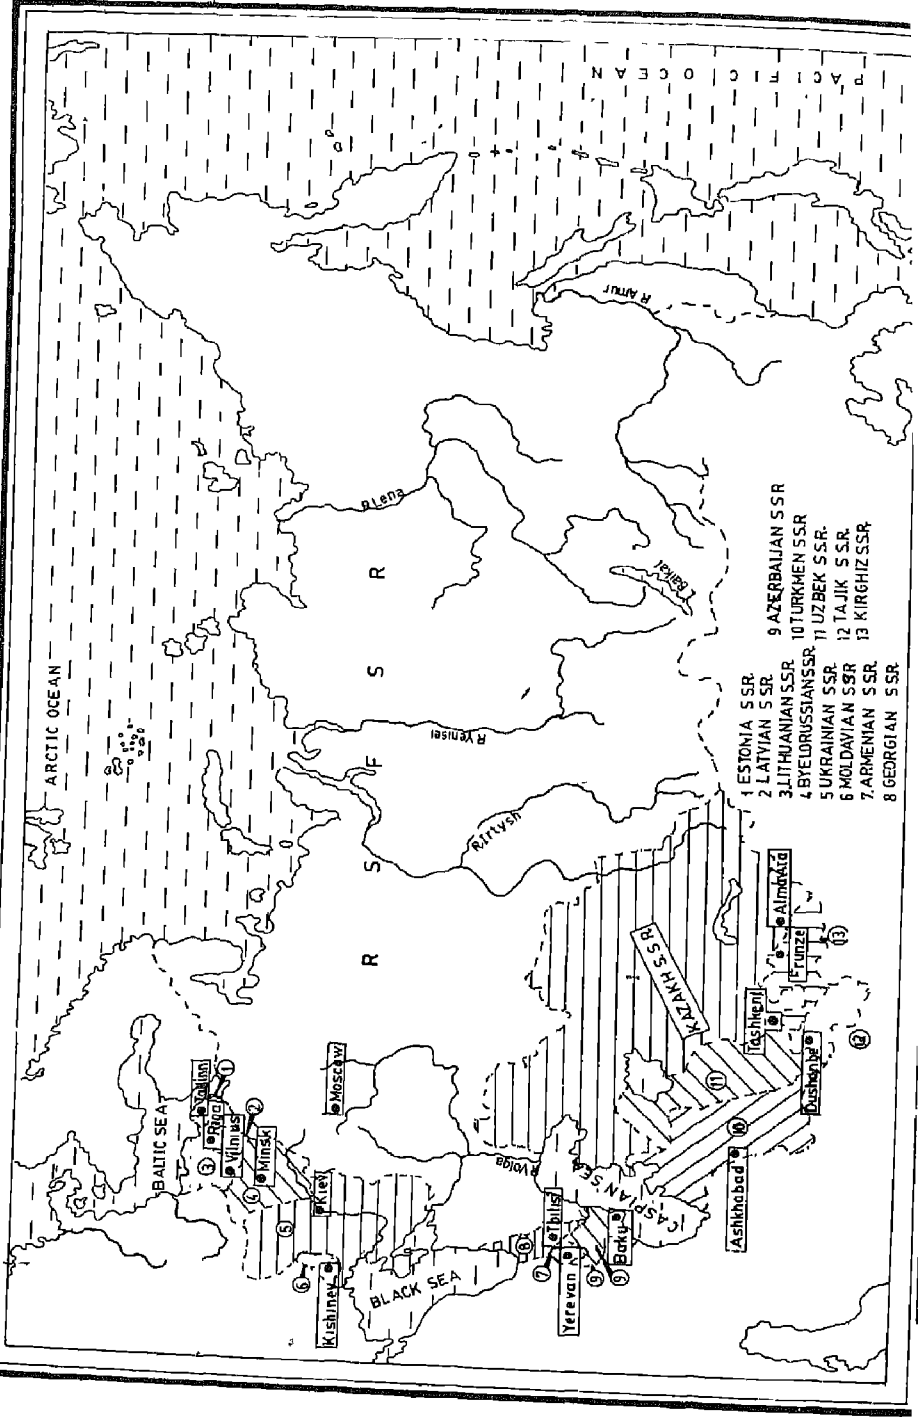 ARCTIC OCEAN
PACIFIC OCEAN
BALTIC SEA
Tallinn
1
Riga
2
3
Vilnius
Minsk
4
Moscow
5
Kiev
6
Kishinev
BLACK SEA
R S F S R
R Lena
R Yenisei
R.Irtysh
R Amur
L Baikal
R Volga
CASPIAN SEA
7
8
Tbilisi
Yerevan
9
9
Baku
KAZAKH S.S R
10
11
Ashkhabad
Tashkent
Dushanbe
12
Frunze
13
AlmaAta
1 ESTONIA S S.R.
2 LATVIAN S S.R.
3.LITHUANIAN S.S.R.
4 BYELORUSSIAN S.S.R.
5 UKRAINIAN S S.R.
6 MOLDAVIAN S S R
7. ARMENIAN S S.R.
8 GEORGIAN S S.R.
9 AZERBAIJAN S S R
10 TURKMEN S S.R
11 UZBEK S S.R.
12 TAJIK S S.R.
13 KIRGHIZ S.S.R.